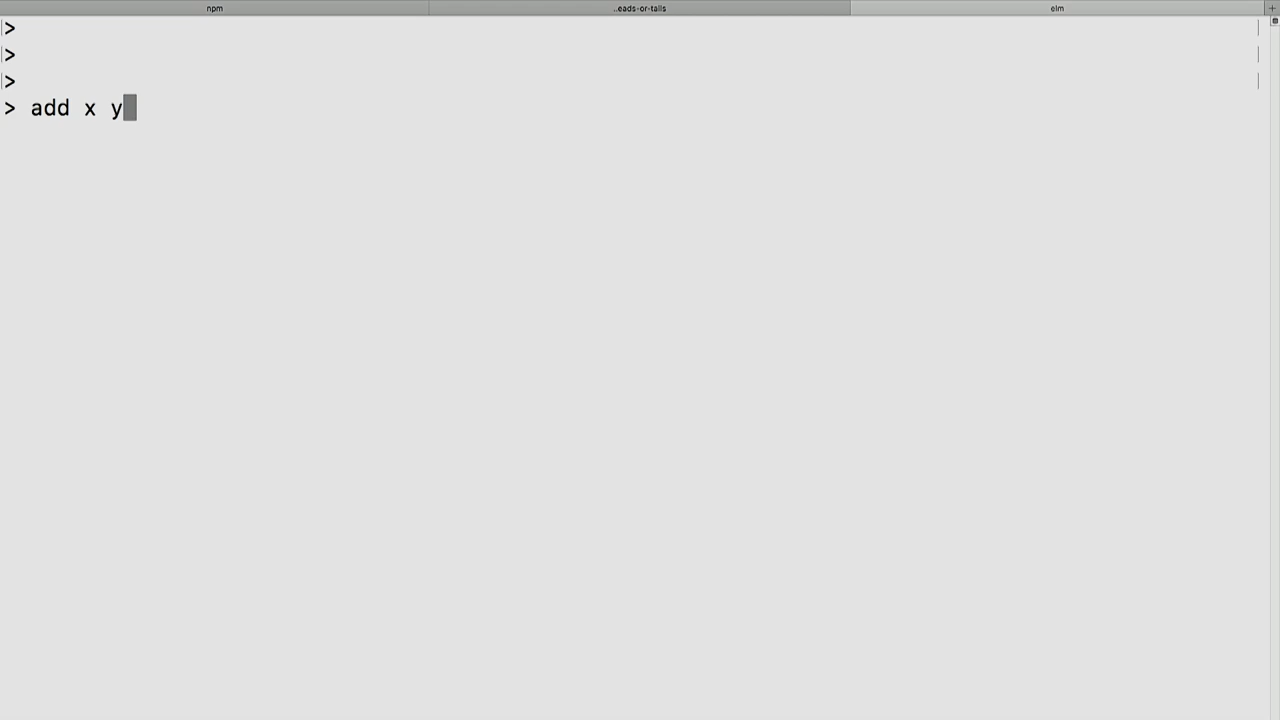 npm
..eads-or-tails
elm
+
>
>
>
> add x y